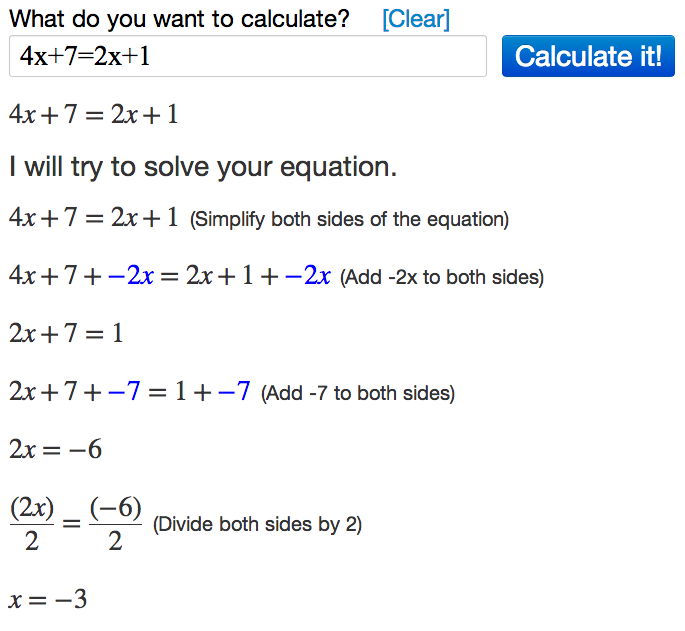 What do you want to calculate? [Clear]
4x+7=2x+1 Calculate it!
4x+7=2x+1
I will try to solve your equation.
4x+7=2x+1 (Simplify both sides of the equation)
4x+7+−2x=2x+1+−2x (Add -2x to both sides)
2x+7=1
2x+7+−7=1+−7 (Add -7 to both sides)
2x=−6
(2x)/2=(−6)/2 (Divide both sides by 2)
x=−3